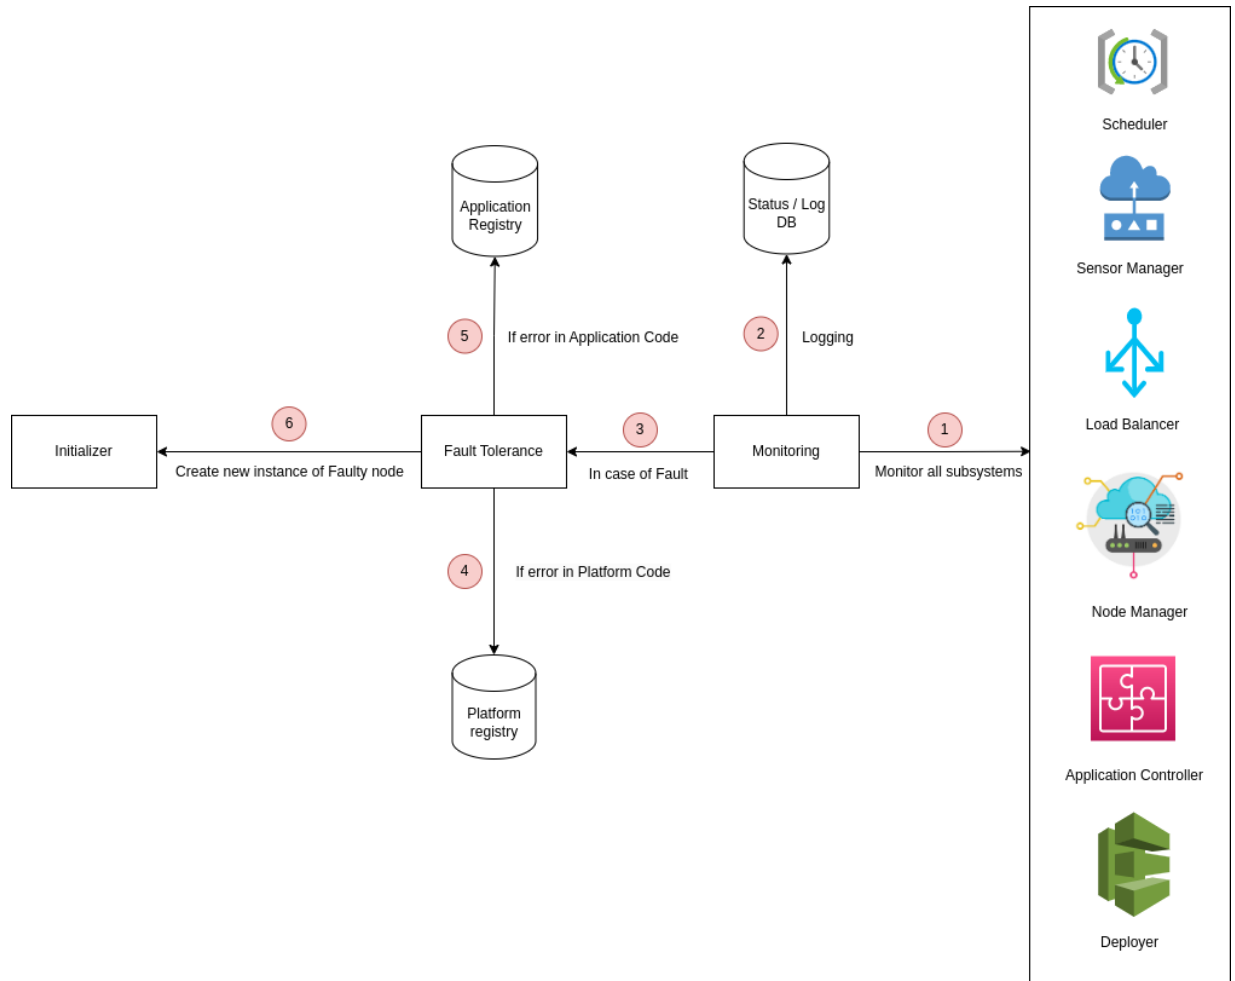 Scheduler
Sensor Manager
Load Balancer
Node Manager
Application Controller
Deployer
Application
Registry
Status / Log
DB
5
If error in Application Code
2
Logging
Initializer
6
Create new instance of Faulty node
Fault Tolerance
3
In case of Fault
Monitoring
1
Monitor all subsystems
4
If error in Platform Code
Platform
registry
101
010